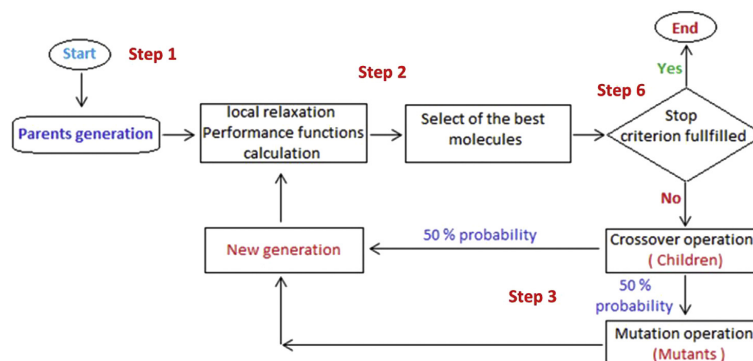 Start
Step 1
Parents generation
local relaxation
Performance functions
calculation
Step 2
Select of the best
molecules
Step 6
Stop
criterion fullfilled
Yes
End
No
Crossover operation
( Children)
50 % probability
New generation
50 %
probability
Step 3
Mutation operation
(Mutants)